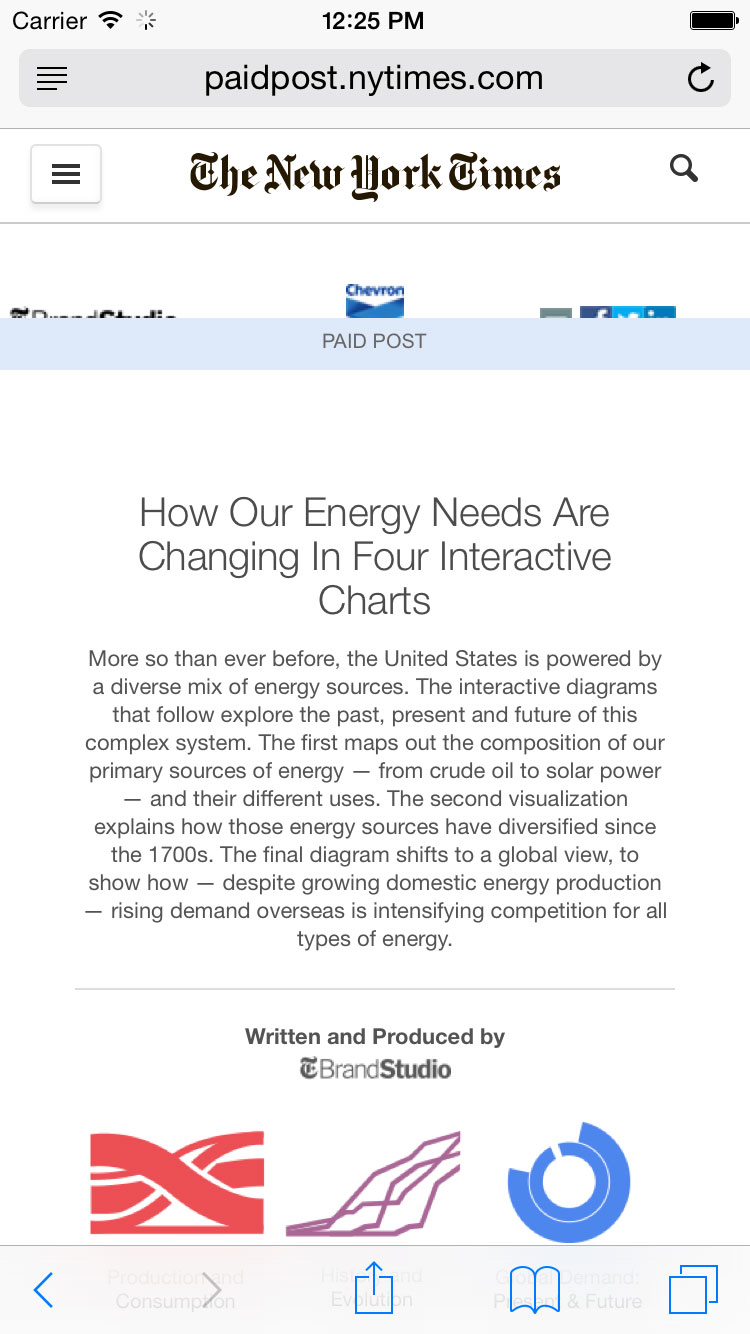 Carrier 12:25 PM
paidpost.nytimes.com
The New York Times
TBrandStudio Chevron
PAID POST
How Our Energy Needs Are
Changing In Four Interactive
Charts
More so than ever before, the United States is powered by
a diverse mix of energy sources. The interactive diagrams
that follow explore the past, present and future of this
complex system. The first maps out the composition of our
primary sources of energy — from crude oil to solar power
— and their different uses. The second visualization
explains how those energy sources have diversified since
the 1700s. The final diagram shifts to a global view, to
show how — despite growing domestic energy production
— rising demand overseas is intensifying competition for all
types of energy.
Written and Produced by
TBrandStudio
Production and History and Global Demand:
Consumption Evolution Present & Future